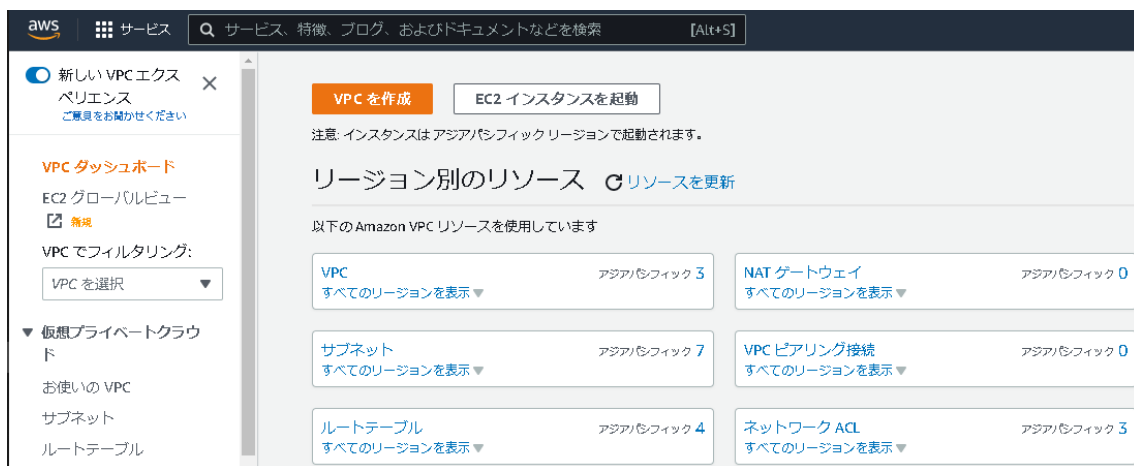 aws
サービス
サービス、特徴、ブログ、およびドキュメントなどを検索 [Alt+S]
新しい VPC エクス
ペリエンス
ご意見をお聞かせください
VPC ダッシュボード
EC2 グローバルビュー
新規
VPC でフィルタリング:
VPC を選択
仮想プライベートクラウ
ド
お使いの VPC
サブネット
ルートテーブル
VPC を作成
EC2 インスタンスを起動
注意: インスタンスは アジアパシフィック リージョンで起動されます。
リージョン別のリソース リソースを更新
以下の Amazon VPC リソースを使用しています
VPC アジアパシフィック 3
すべてのリージョンを表示
NAT ゲートウェイ アジアパシフィック 0
すべてのリージョンを表示
サブネット アジアパシフィック 7
すべてのリージョンを表示
VPC ピアリング接続 アジアパシフィック 0
すべてのリージョンを表示
ルートテーブル アジアパシフィック 4
すべてのリージョンを表示
ネットワーク ACL アジアパシフィック 3
すべてのリージョンを表示